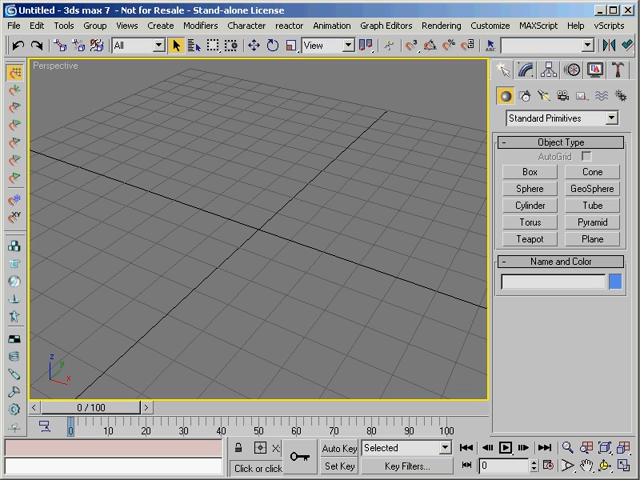 Untitled - 3ds max 7 - Not for Resale - Stand-alone License
File Edit Tools Group Views Create Modifiers Character reactor Animation Graph Editors Rendering Customize MAXScript Help vScripts
All View
Perspective
Standard Primitives
- Object Type
AutoGrid
Box Cone
Sphere GeoSphere
Cylinder Tube
Torus Pyramid
Teapot Plane
- Name and Color
XY
z
y
x
< 0 / 100 >
0 10 20 30 40 50 60 70 80 90 100
X: Auto Key Selected
Click or click Set Key Key Filters... 0